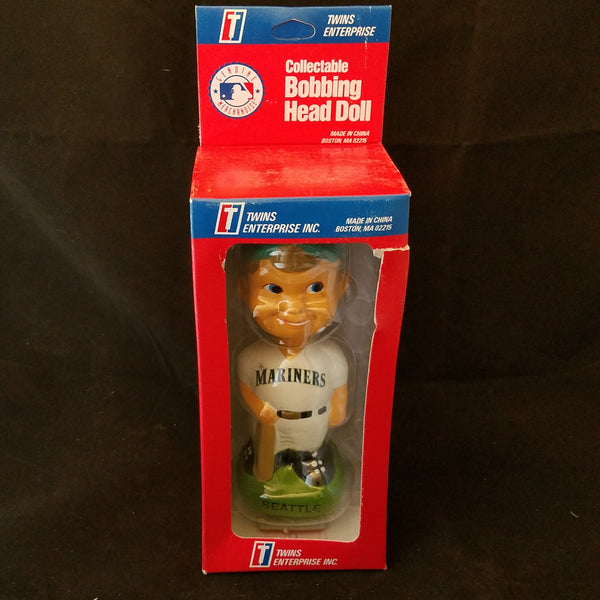 TWINS
ENTERPRISE
GENUINE
MERCHANDISE
Collectable
Bobbing
Head Doll
MADE IN CHINA
BOSTON, MA 02215
TWINS
ENTERPRISE INC.
MADE IN CHINA
BOSTON, MA 02215
MARINERS
SEATTLE
TWINS
ENTERPRISE INC.